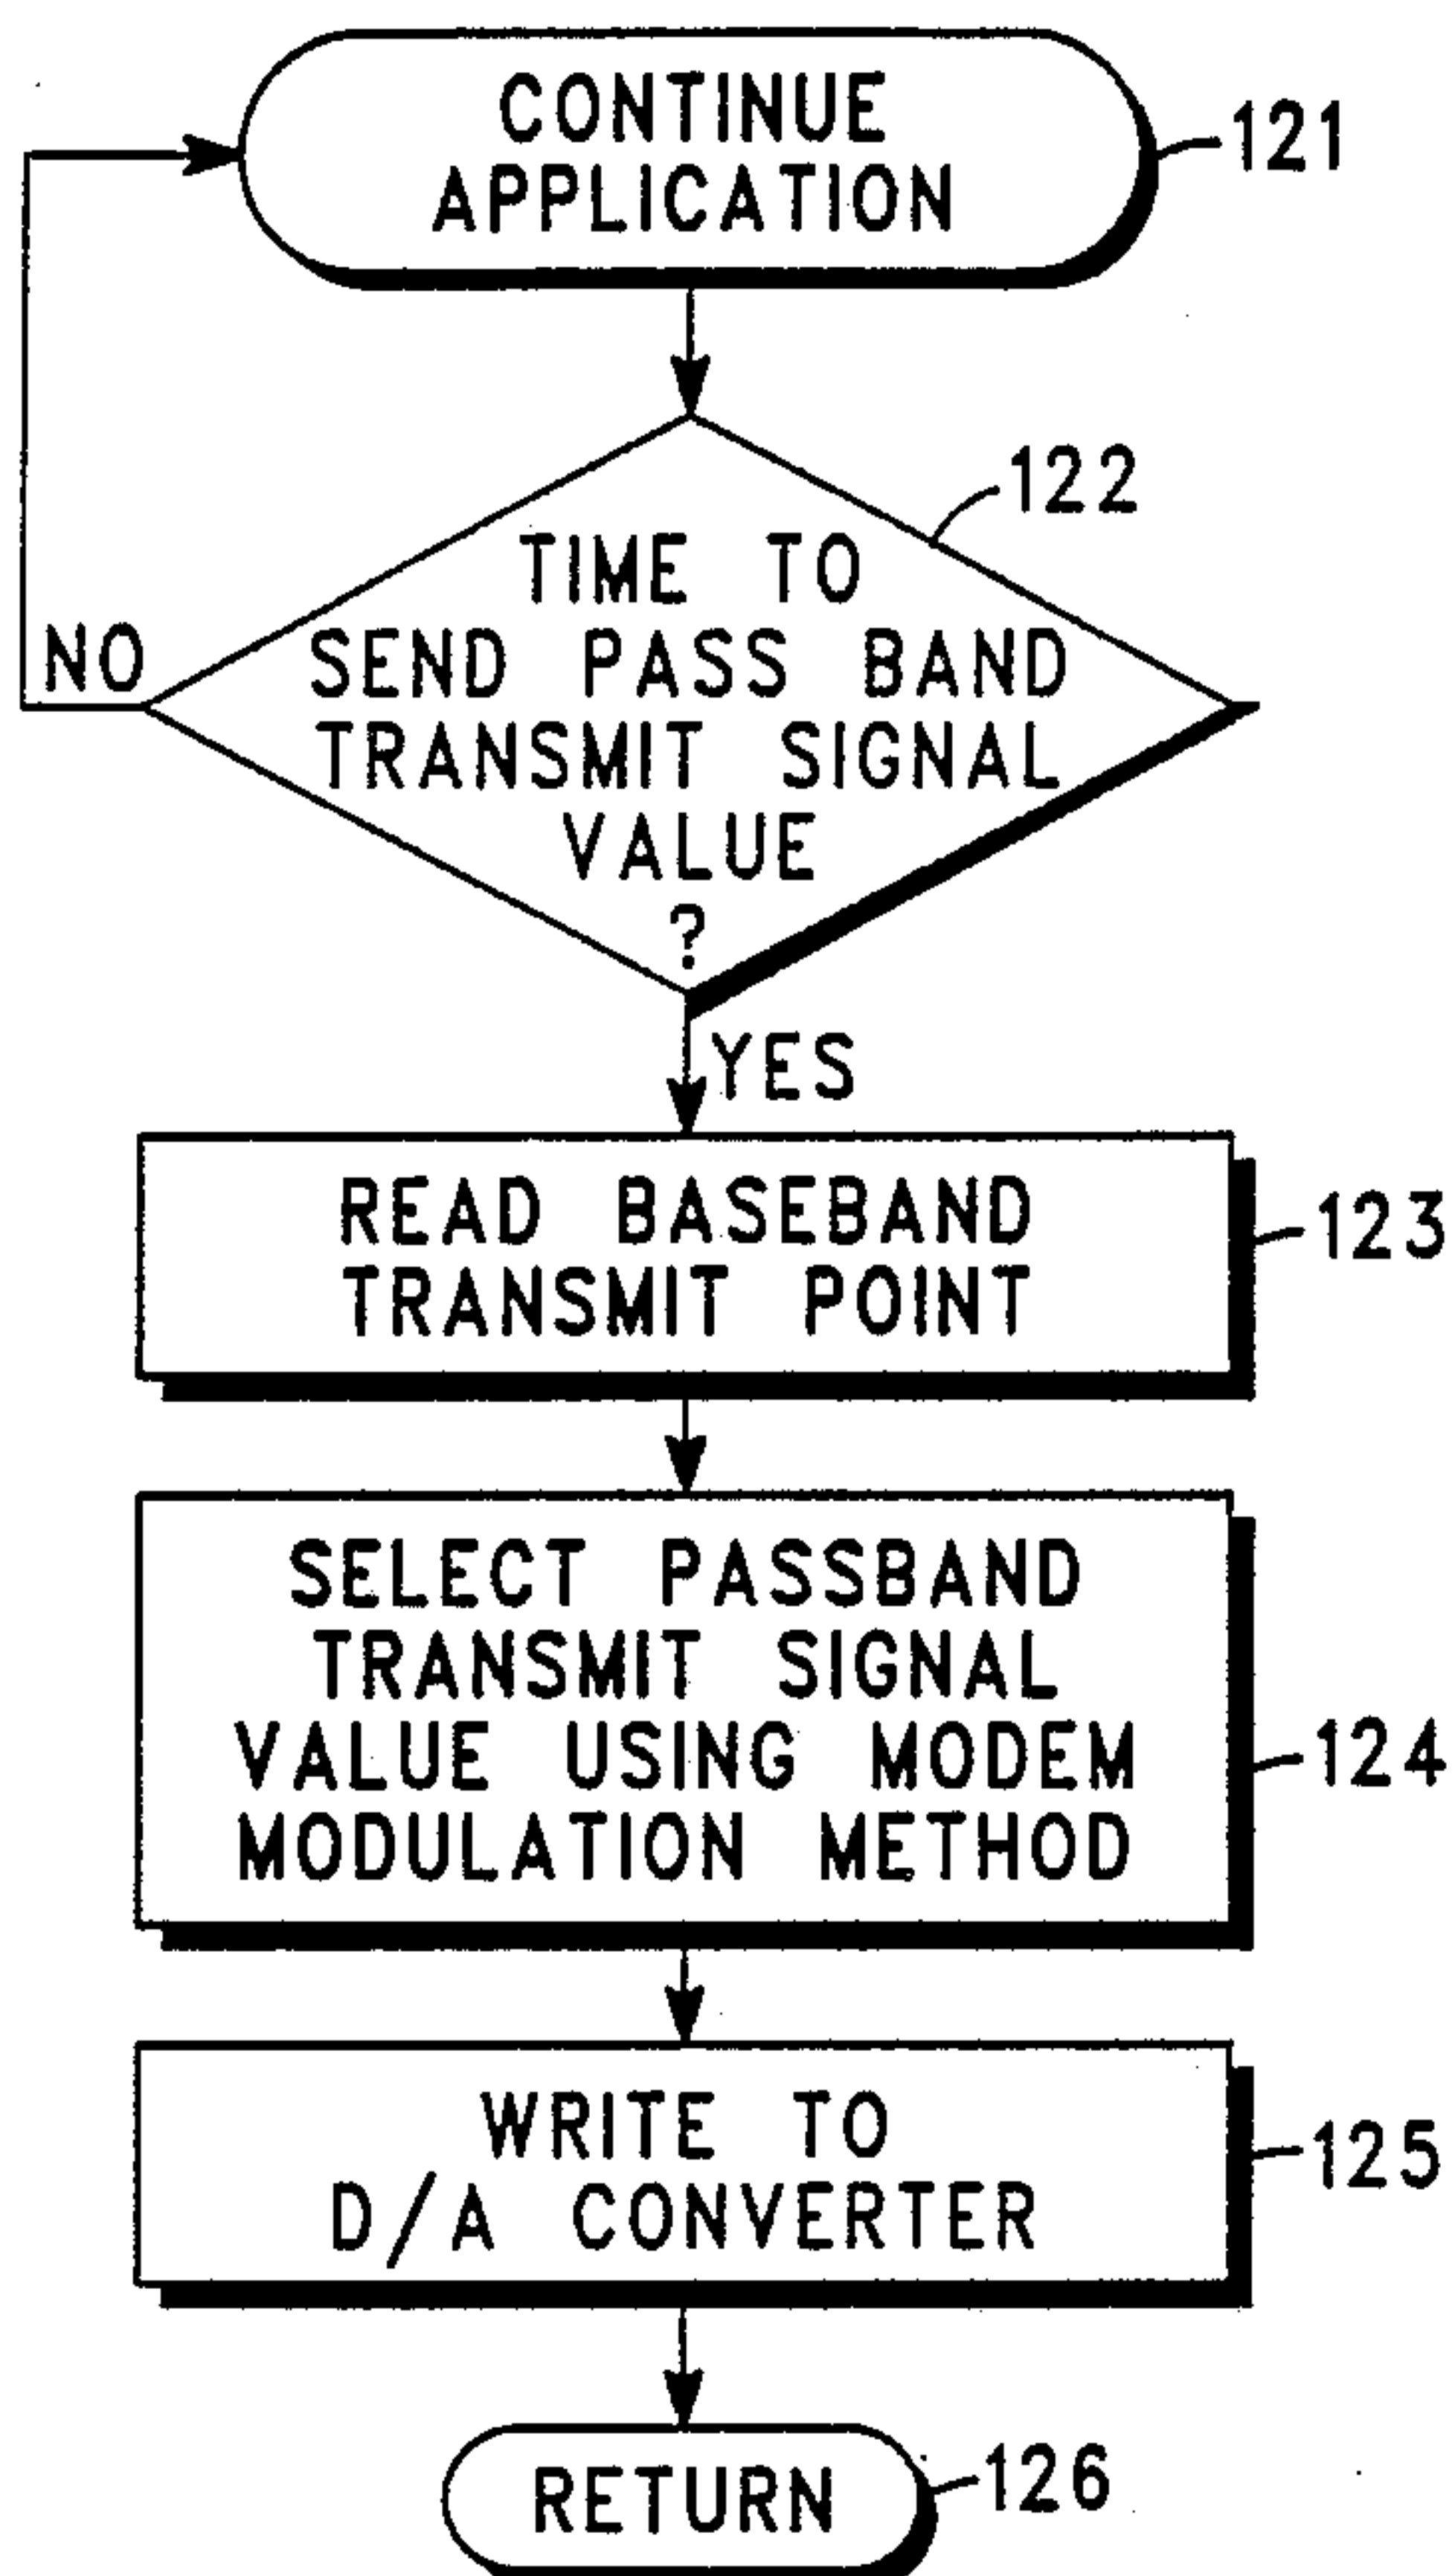 CONTINUE
APPLICATION
121
122
TIME TO
SEND PASS BAND
TRANSMIT SIGNAL
VALUE
?
NO
YES
READ BASEBAND
TRANSMIT POINT
123
SELECT PASSBAND
TRANSMIT SIGNAL
VALUE USING MODEM
MODULATION METHOD
124
WRITE TO
D/A CONVERTER
125
RETURN
126